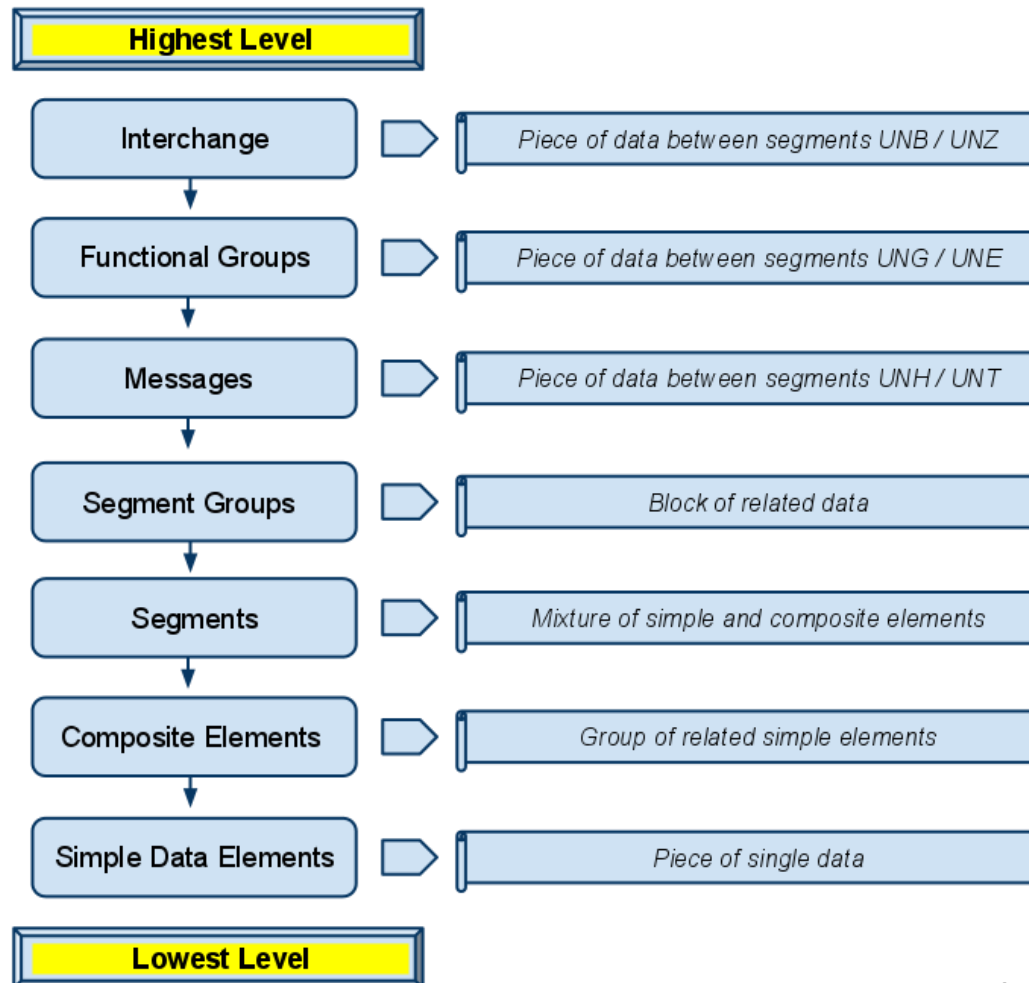 Highest Level
Interchange
Piece of data between segments UNB / UNZ
Functional Groups
Piece of data between segments UNG / UNE
Messages
Piece of data between segments UNH / UNT
Segment Groups
Block of related data
Segments
Mixture of simple and composite elements
Composite Elements
Group of related simple elements
Simple Data Elements
Piece of single data
Lowest Level